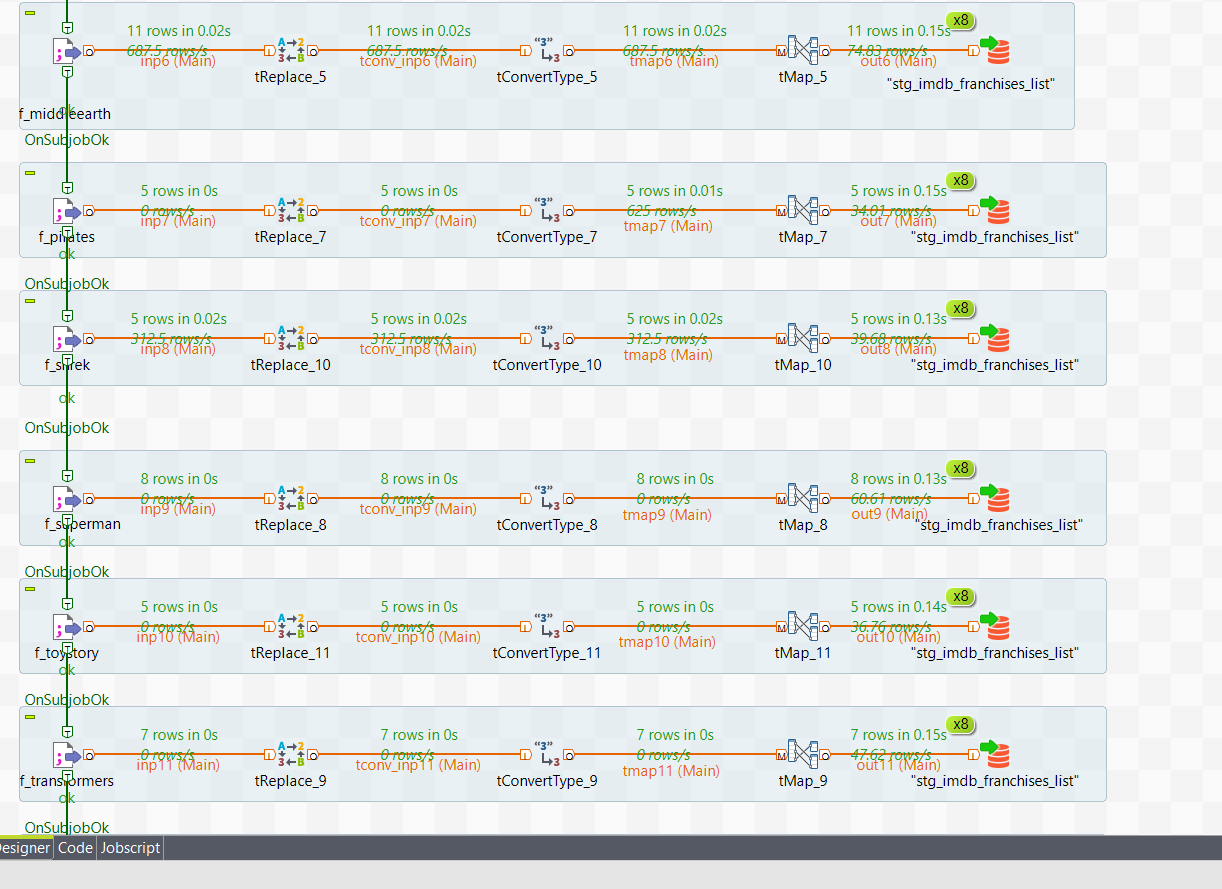 x8
11 rows in 0.02s 11 rows in 0.02s 11 rows in 0.02s 11 rows in 0.15s
687.5 rows/s 687.5 rows/s 687.5 rows/s 74.83 rows/s
inp6 (Main) tconv_inp6 (Main) tmap6 (Main) out6 (Main)
f_middleearth tReplace_5 tConvertType_5 tMap_5 "stg_imdb_franchises_list"
ok
OnSubjobOk
x8
5 rows in 0s 5 rows in 0s 5 rows in 0.01s 5 rows in 0.15s
0 rows/s 0 rows/s 625 rows/s 34.01 rows/s
inp7 (Main) tconv_inp7 (Main) tmap7 (Main) out7 (Main)
f_pirates tReplace_7 tConvertType_7 tMap_7 "stg_imdb_franchises_list"
ok
OnSubjobOk
x8
5 rows in 0.02s 5 rows in 0.02s 5 rows in 0.02s 5 rows in 0.13s
312.5 rows/s 312.5 rows/s 312.5 rows/s 39.68 rows/s
inp8 (Main) tconv_inp8 (Main) tmap8 (Main) out8 (Main)
f_shrek tReplace_10 tConvertType_10 tMap_10 "stg_imdb_franchises_list"
ok
OnSubjobOk
x8
8 rows in 0s 8 rows in 0s 8 rows in 0s 8 rows in 0.13s
0 rows/s 0 rows/s 0 rows/s 60.61 rows/s
inp9 (Main) tconv_inp9 (Main) tmap9 (Main) out9 (Main)
f_superman tReplace_8 tConvertType_8 tMap_8 "stg_imdb_franchises_list"
ok
OnSubjobOk
x8
5 rows in 0s 5 rows in 0s 5 rows in 0s 5 rows in 0.14s
0 rows/s 0 rows/s 0 rows/s 36.76 rows/s
inp10 (Main) tconv_inp10 (Main) tmap10 (Main) out10 (Main)
f_toystory tReplace_11 tConvertType_11 tMap_11 "stg_imdb_franchises_list"
ok
OnSubjobOk
x8
7 rows in 0s 7 rows in 0s 7 rows in 0s 7 rows in 0.15s
0 rows/s 0 rows/s 0 rows/s 47.62 rows/s
inp11 (Main) tconv_inp11 (Main) tmap11 (Main) out11 (Main)
f_transformers tReplace_9 tConvertType_9 tMap_9 "stg_imdb_franchises_list"
ok
OnSubjobOk
esigner Code Jobscript